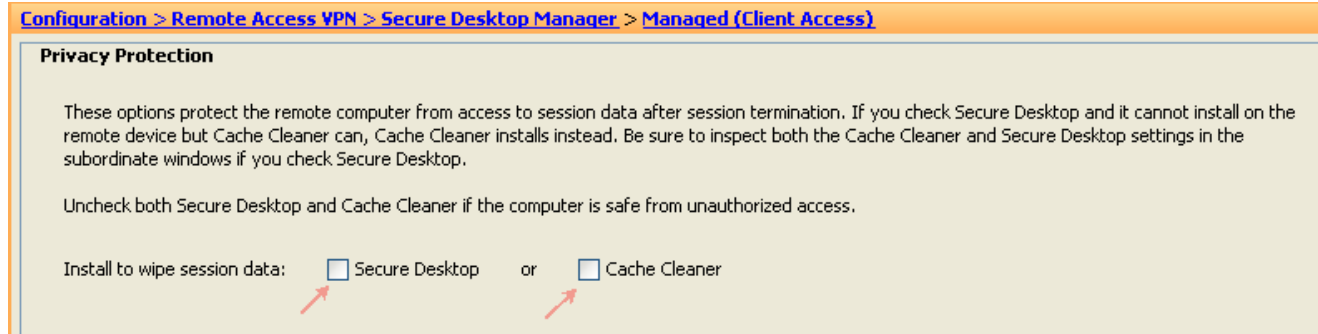 Configuration > Remote Access VPN > Secure Desktop Manager > Managed (Client Access)
Privacy Protection
These options protect the remote computer from access to session data after session termination. If you check Secure Desktop and it cannot install on the
remote device but Cache Cleaner can, Cache Cleaner installs instead. Be sure to inspect both the Cache Cleaner and Secure Desktop settings in the
subordinate windows if you check Secure Desktop.
Uncheck both Secure Desktop and Cache Cleaner if the computer is safe from unauthorized access.
Install to wipe session data: Secure Desktop or Cache Cleaner